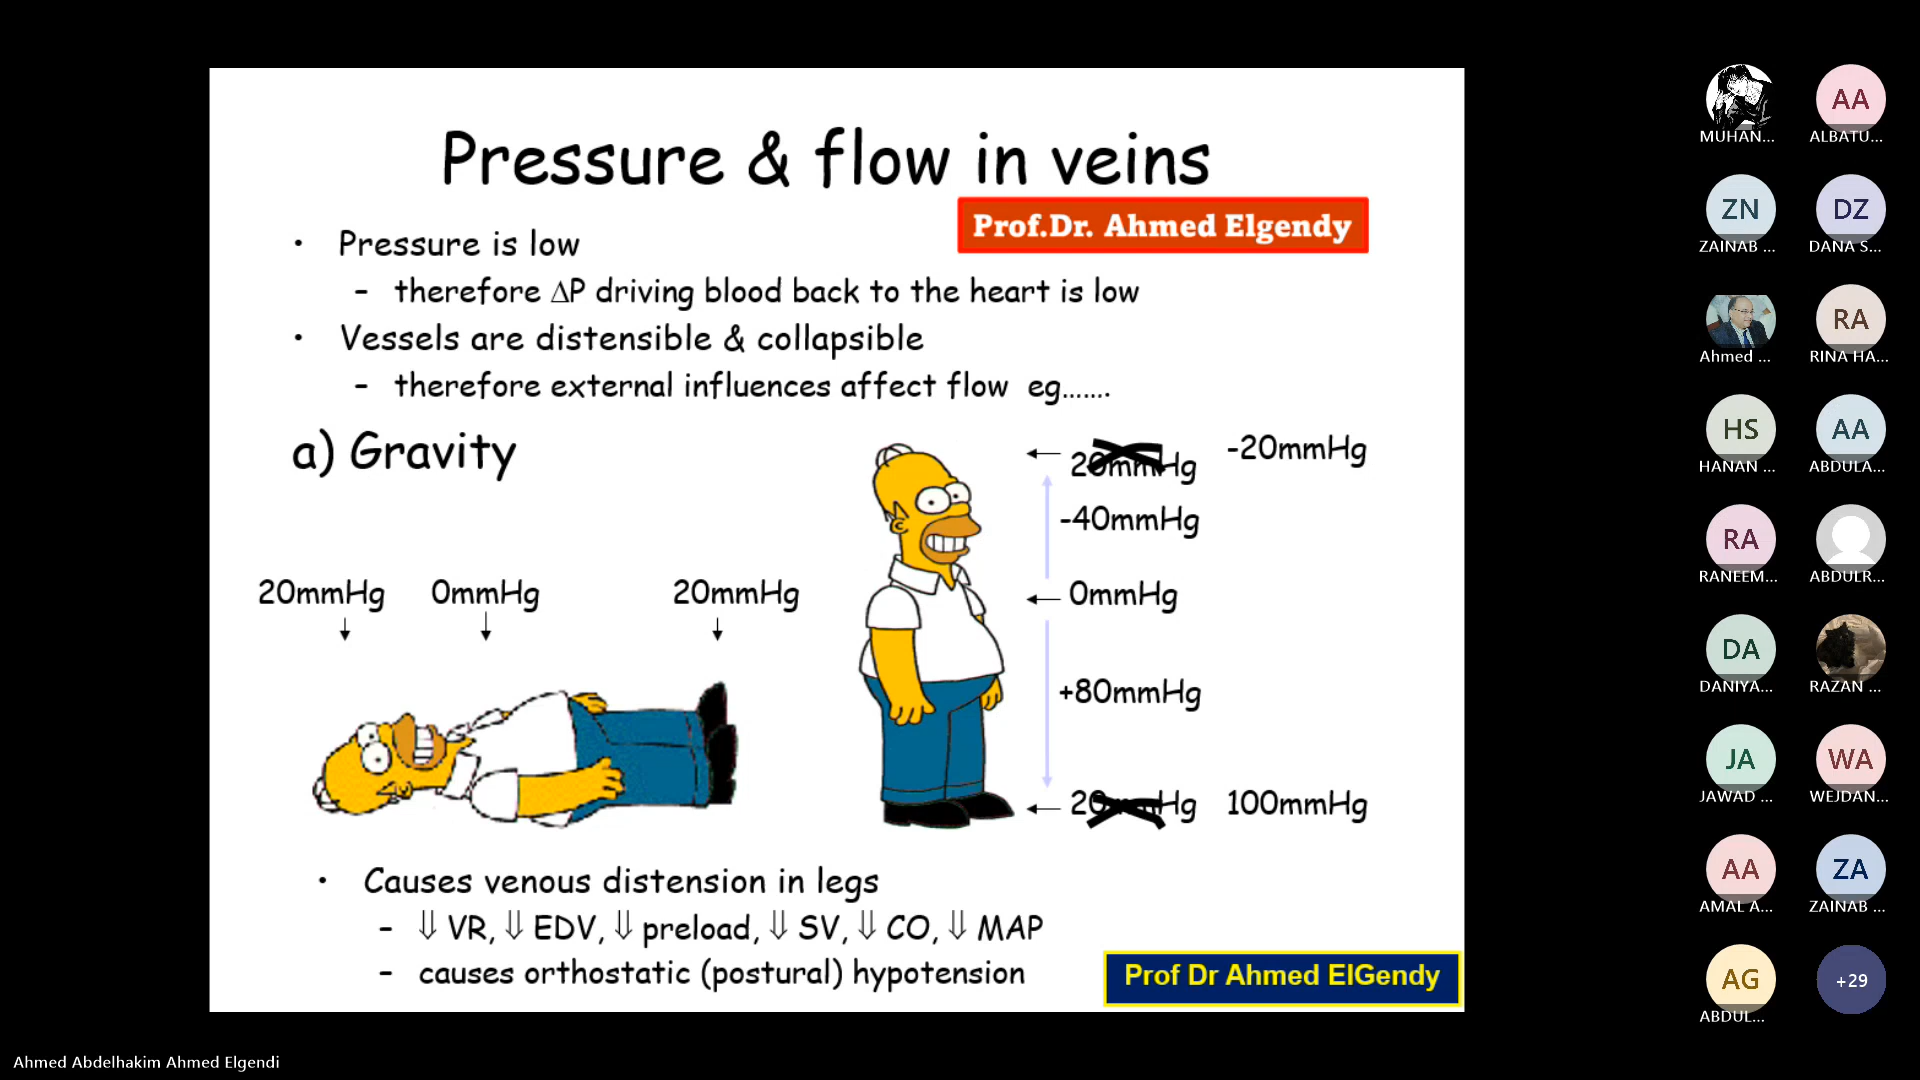 Pressure & flow in veins
Prof.Dr. Ahmed Elgendy
• Pressure is low
– therefore ΔP driving blood back to the heart is low
• Vessels are distensible & collapsible
– therefore external influences affect flow eg.......
a) Gravity
20mmHg 0mmHg 20mmHg
← 20mmHg -20mmHg
-40mmHg
← 0mmHg
+80mmHg
← 20mmHg 100mmHg
• Causes venous distension in legs
– ⇓ VR, ⇓ EDV, ⇓ preload, ⇓ SV, ⇓ CO, ⇓ MAP
– causes orthostatic (postural) hypotension
Prof Dr Ahmed ElGendy
MUHAN...
AA
ALBATU...
ZN
ZAINAB ...
DZ
DANA S...
Ahmed ...
RA
RINA HA...
HS
HANAN ...
AA
ABDULA...
RA
RANEEM...
ABDULR...
DA
DANIYA...
RAZAN ...
JA
JAWAD ...
WA
WEJDAN...
AA
AMAL A...
ZA
ZAINAB ...
AG
ABDUL...
+29
Ahmed Abdelhakim Ahmed Elgendi